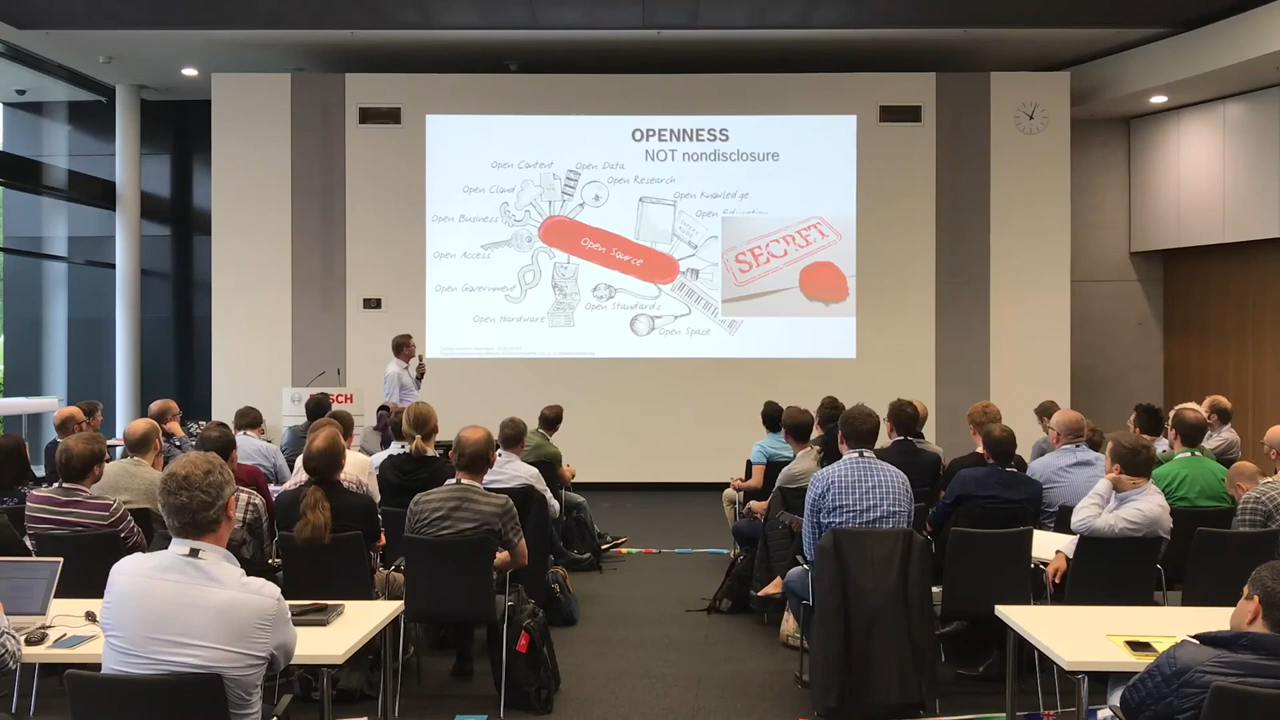 OPENNESS
NOT nondisclosure
Open Content
Open Data
Open Research
Open Cloud
Open Knowledge
Open Business
Open Source
SECRET
Open Access
Open Government
Open Standards
Open Hardware
Open Space